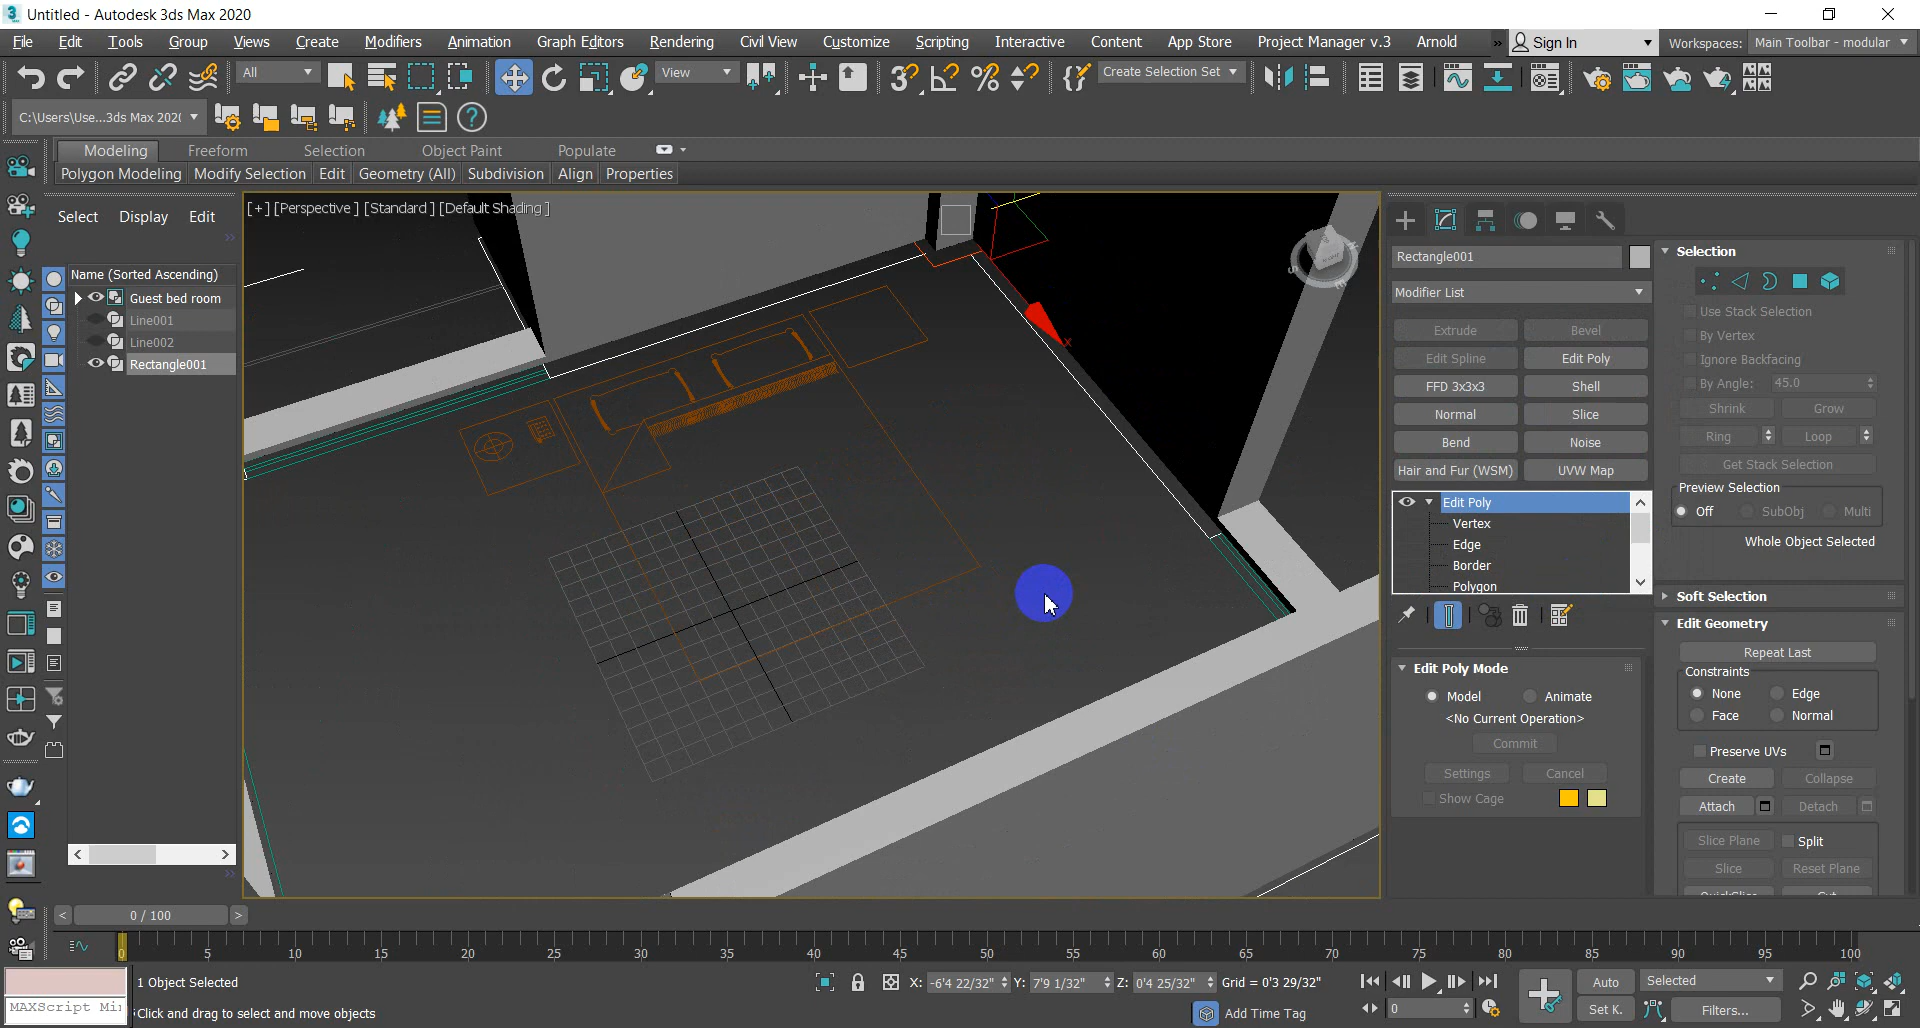 Untitled - Autodesk 3ds Max 2020
File Edit Tools Group Views Create Modifiers Animation Graph Editors Rendering Civil View Customize Scripting Interactive Content App Store Project Manager v.3 Arnold » Sign In Workspaces: Main Toolbar - modular
All View Create Selection Set
C:\Users\Use...3ds Max 202(
Modeling Freeform Selection Object Paint Populate
Polygon Modeling Modify Selection Edit Geometry (All) Subdivision Align Properties
Select Display Edit
[+] [Perspective ] [Standard ] [Default Shading ]
Name (Sorted Ascending)
Guest bed room
Line001
Line002
Rectangle001
x
Rectangle001
Modifier List
Extrude Bevel
Edit Spline Edit Poly
FFD 3x3x3 Shell
Normal Slice
Bend Noise
Hair and Fur (WSM) UVW Map
Edit Poly
Vertex
Edge
Border
Polygon
Edit Poly Mode
Model Animate
<No Current Operation>
Commit
Settings Cancel
Show Cage
Selection
Use Stack Selection
By Vertex
Ignore Backfacing
By Angle: 45.0
Shrink Grow
Ring Loop
Get Stack Selection
Preview Selection
Off SubObj Multi
Whole Object Selected
Soft Selection
Edit Geometry
Repeat Last
Constraints
None Edge
Face Normal
Preserve UVs
Create Collapse
Attach Detach
Slice Plane Split
Slice Reset Plane
QuickSlice Cut
< 0 / 100 >
0 5 10 15 20 25 30 35 40 45 50 55 60 65 70 75 80 85 90 95 100
1 Object Selected
X: -6'4 22/32" Y: 7'9 1/32" Z: 0'4 25/32" Grid = 0'3 29/32"
Auto Selected
MAXScript Mi
Click and drag to select and move objects
Add Time Tag
0
Set K. Filters...